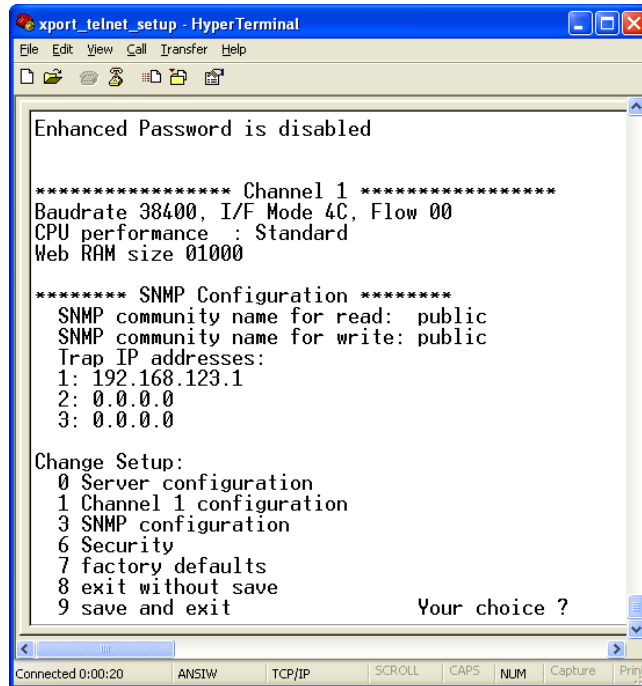 xport_telnet_setup - HyperTerminal
File Edit View Call Transfer Help
Enhanced Password is disabled
***************** Channel 1 *****************
Baudrate 38400, I/F Mode 4C, Flow 00
CPU performance : Standard
Web RAM size 01000
******** SNMP Configuration ********
SNMP community name for read: public
SNMP community name for write: public
Trap IP addresses:
1: 192.168.123.1
2: 0.0.0.0
3: 0.0.0.0
Change Setup:
0 Server configuration
1 Channel 1 configuration
3 SNMP configuration
6 Security
7 factory defaults
8 exit without save
9 save and exit Your choice ?
Connected 0:00:20 ANSIW TCP/IP SCROLL CAPS NUM Capture Prin